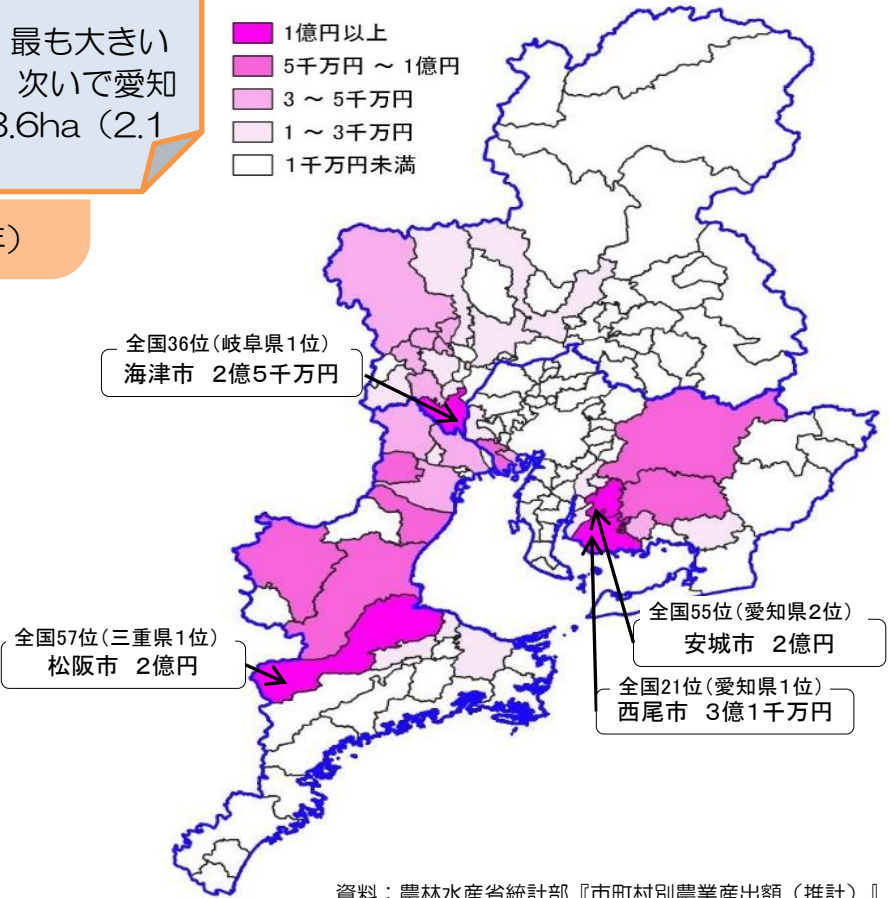 最も大きい
次いで愛知
3.6ha（2.1
年）
1億円以上
5千万円 ～ 1億円
3 ～ 5千万円
1 ～ 3千万円
1千万円未満
全国36位(岐阜県1位)
海津市 2億5千万円
全国57位(三重県1位)
松阪市 2億円
全国55位(愛知県2位)
安城市 2億円
全国21位(愛知県1位)
西尾市 3億1千万円
資料：農林水産省統計部『市町村別農業産出額（推計）』